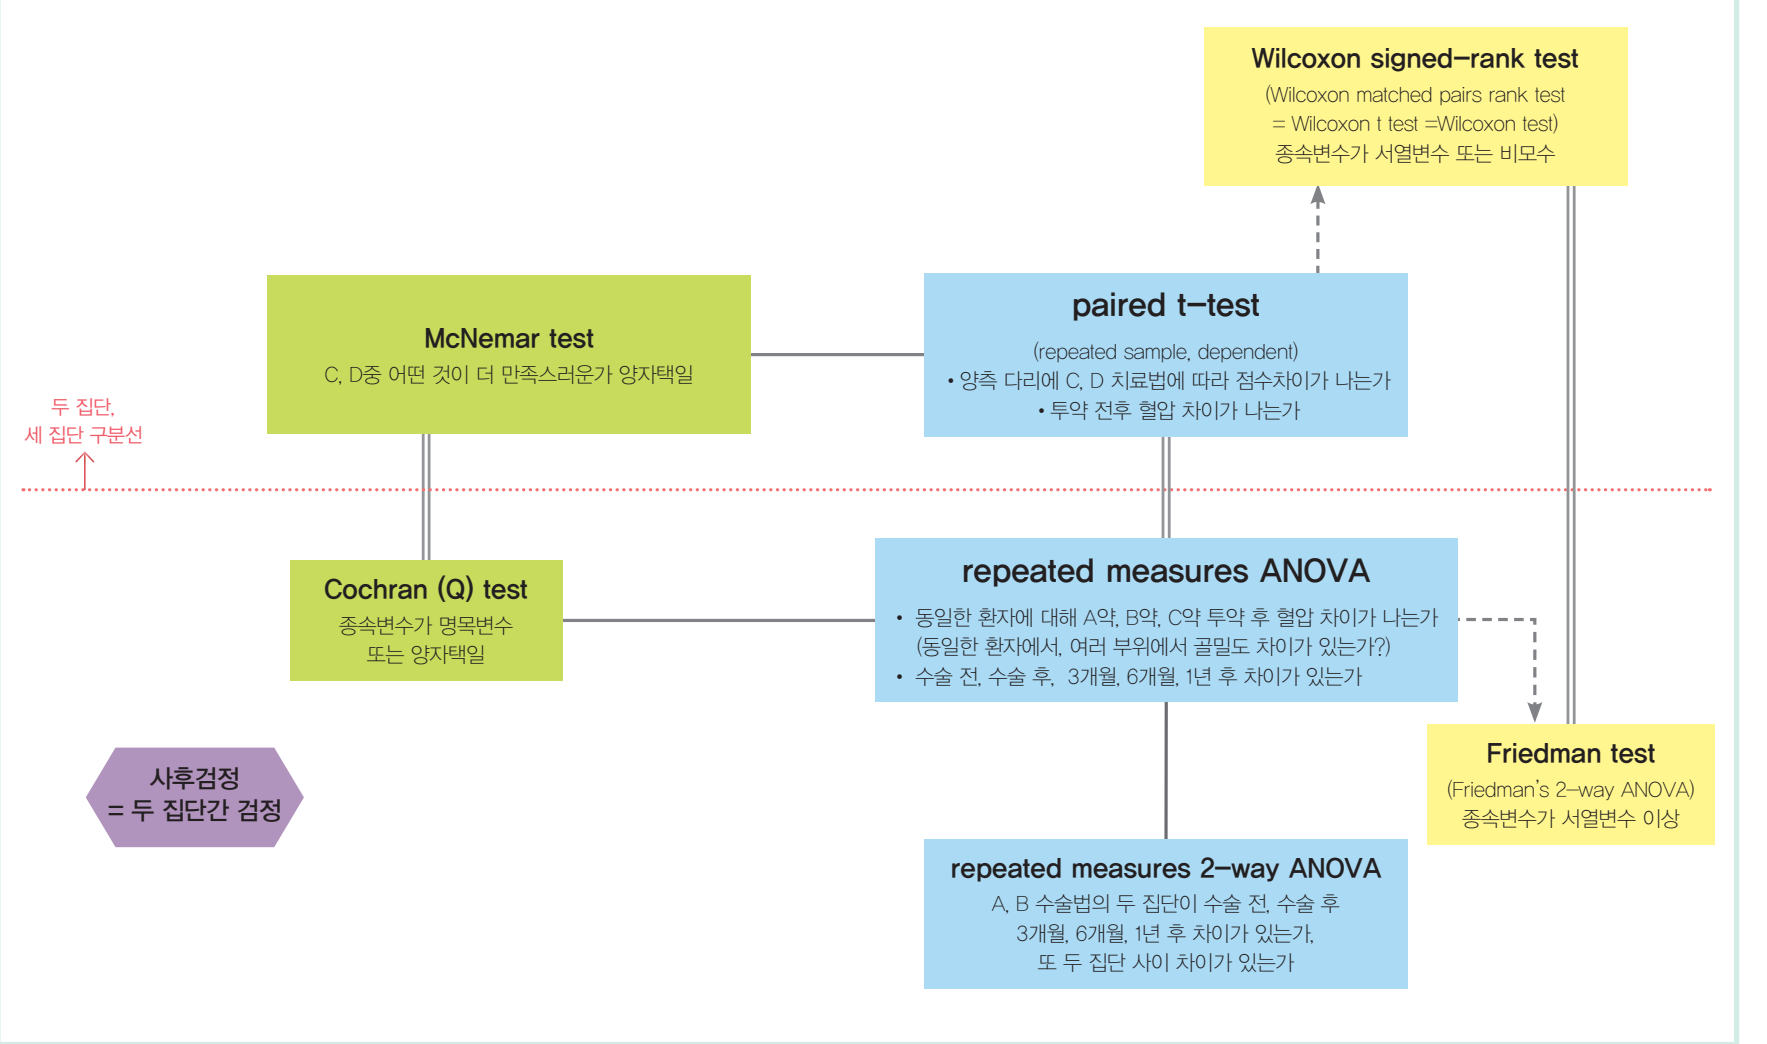 Wilcoxon signed-rank test
(Wilcoxon matched pairs rank test
= Wilcoxon t test =Wilcoxon test)
종속변수가 서열변수 또는 비모수
McNemar test
C, D중 어떤 것이 더 만족스러운가 양자택일
paired t-test
(repeated sample, dependent)
• 양측 다리에 C, D 치료법에 따라 점수차이가 나는가
• 투약 전후 혈압 차이가 나는가
두 집단,
세 집단 구분선
Cochran (Q) test
종속변수가 명목변수
또는 양자택일
repeated measures ANOVA
• 동일한 환자에 대해 A약, B약, C약 투약 후 혈압 차이가 나는가
(동일한 환자에서, 여러 부위에서 골밀도 차이가 있는가?)
• 수술 전, 수술 후, 3개월, 6개월, 1년 후 차이가 있는가
사후검정
= 두 집단간 검정
Friedman test
(Friedman's 2-way ANOVA)
종속변수가 서열변수 이상
repeated measures 2-way ANOVA
A, B 수술법의 두 집단이 수술 전, 수술 후
3개월, 6개월, 1년 후 차이가 있는가,
또 두 집단 사이 차이가 있는가